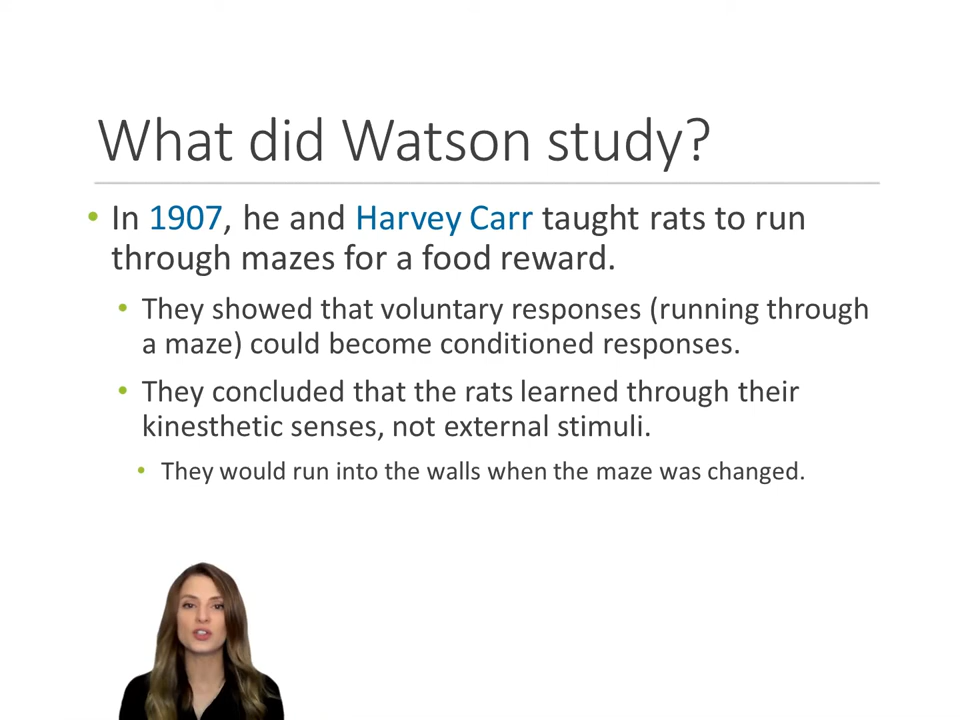 What did Watson study?
• In 1907, he and Harvey Carr taught rats to run
through mazes for a food reward.
• They showed that voluntary responses (running through
a maze) could become conditioned responses.
• They concluded that the rats learned through their
kinesthetic senses, not external stimuli.
• They would run into the walls when the maze was changed.